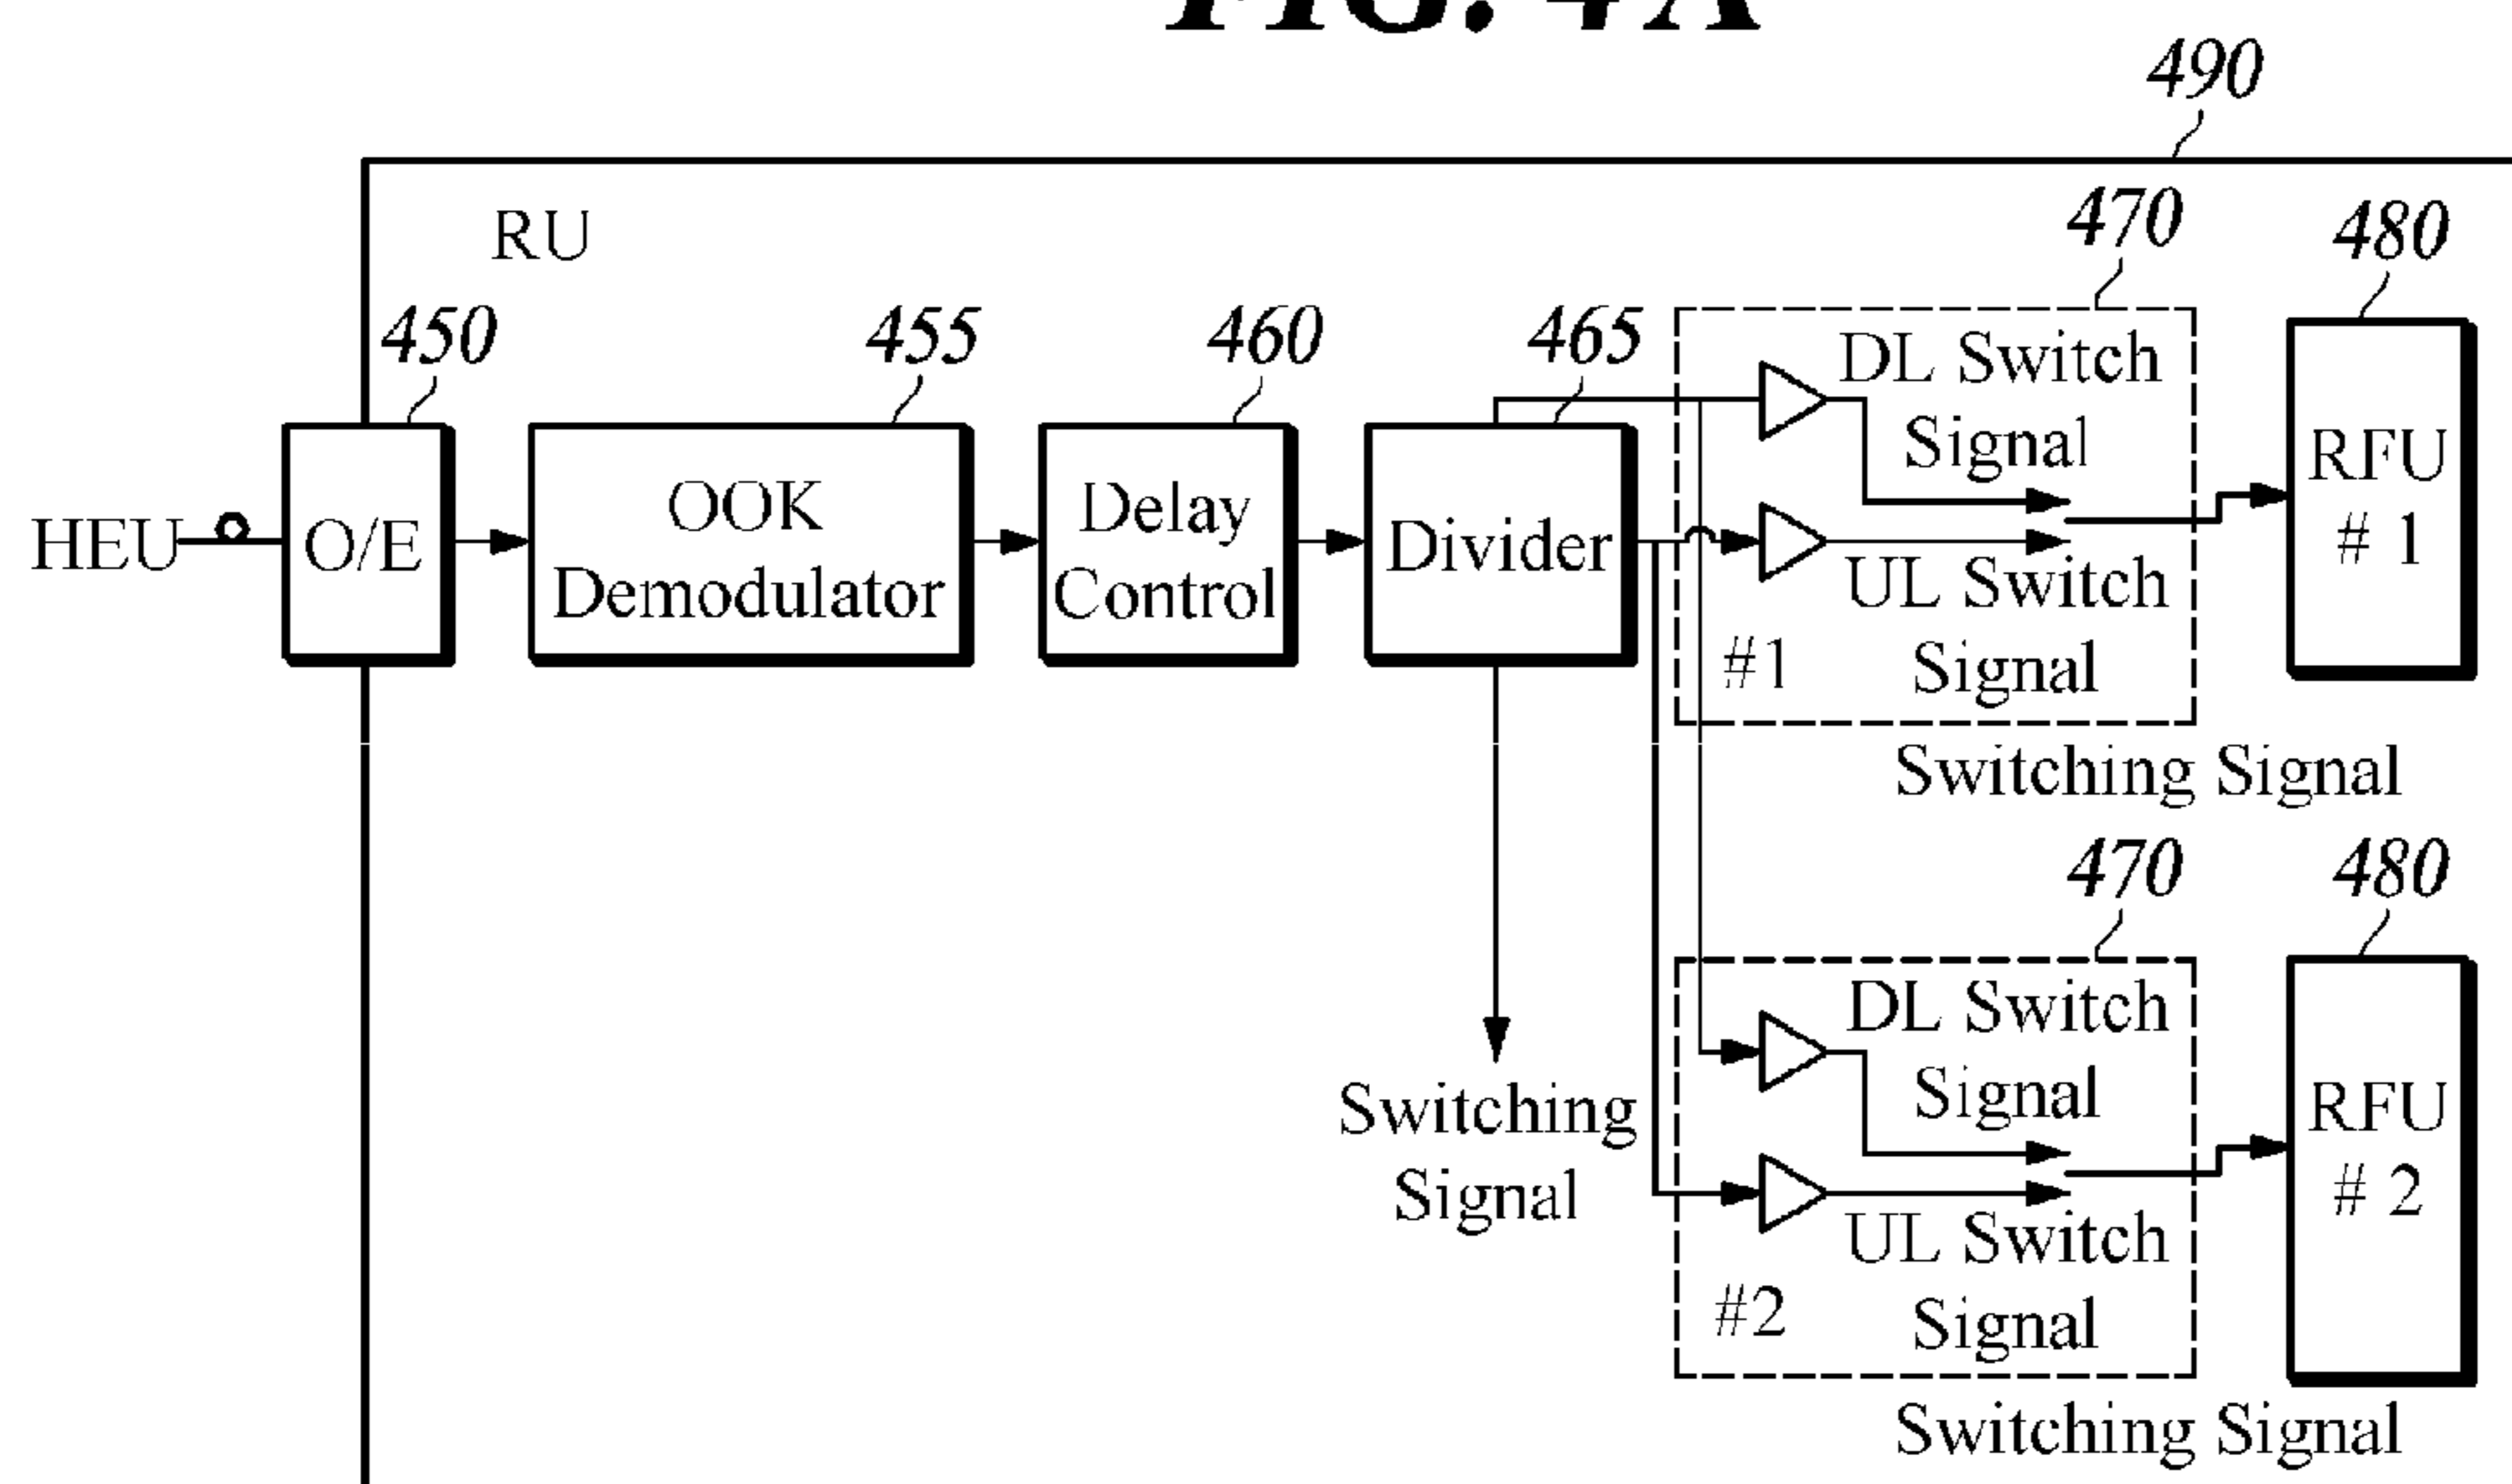 FIG. 4A
490
RU
470
480
450
455
460
465
DL Switch
Signal
RFU
# 1
HEU
O/E
OOK
Demodulator
Delay
Control
Divider
UL Switch
Signal
#1
Switching Signal
470
480
DL Switch
Signal
RFU
# 2
Switching
Signal
UL Switch
Signal
#2
Switching Signal